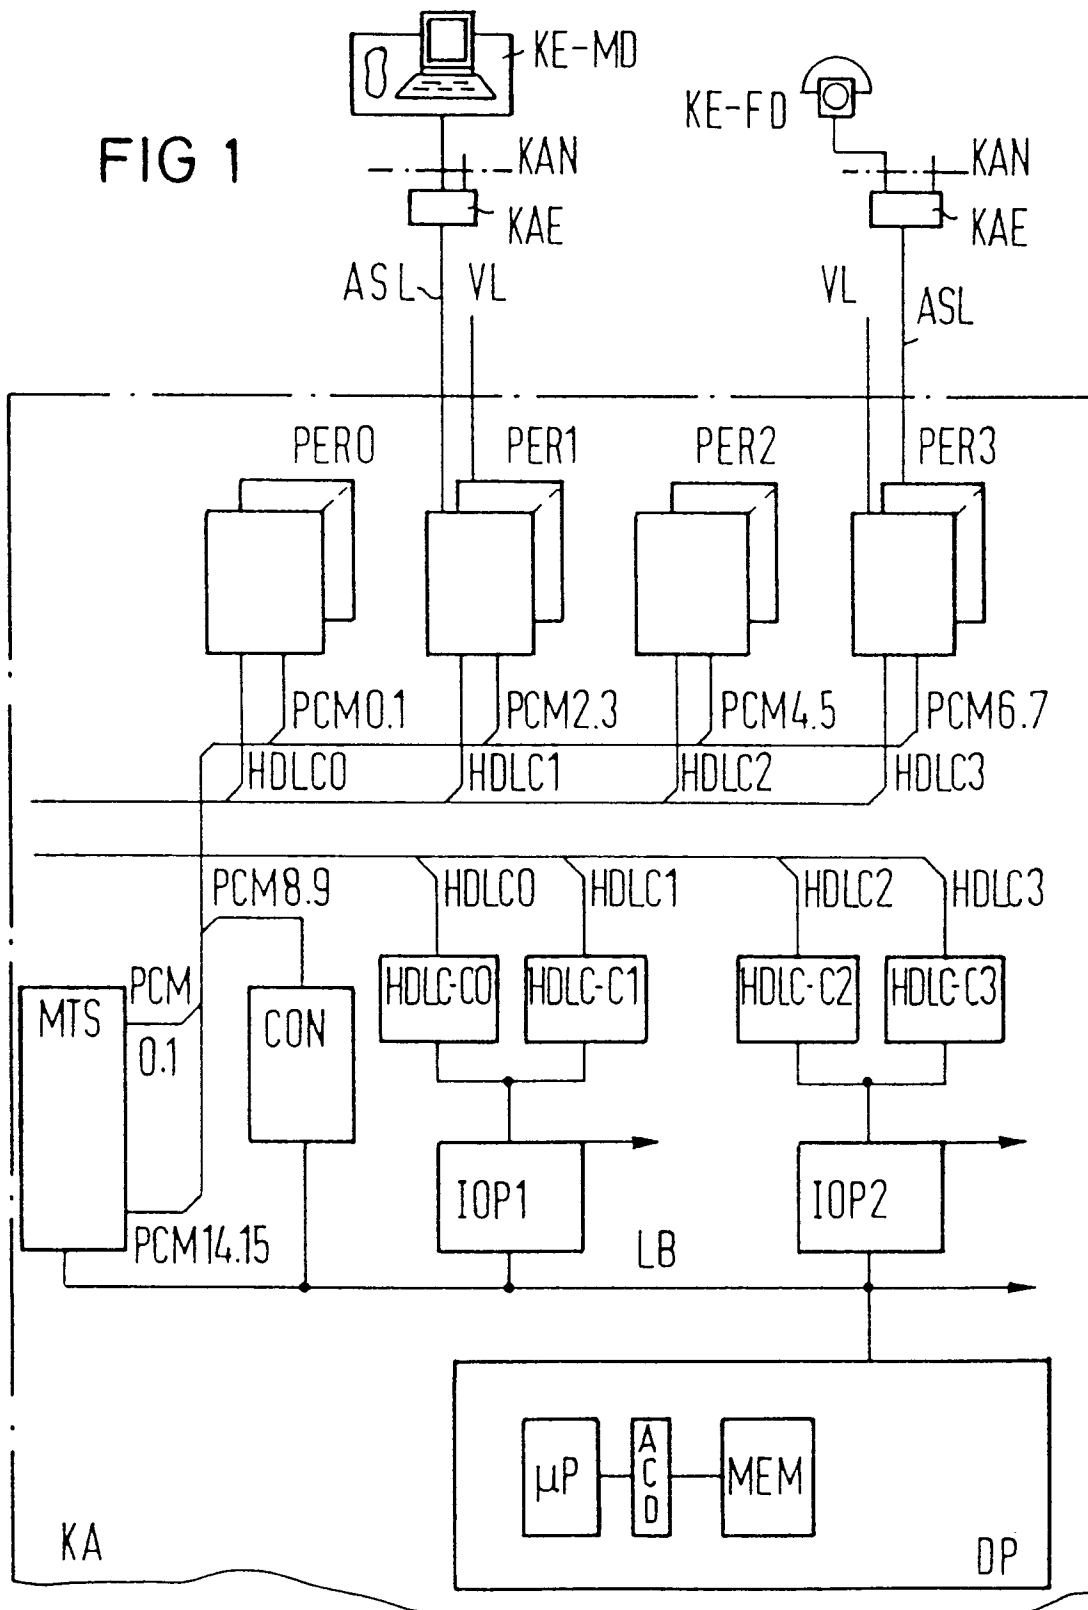 KE-MD
KE-FD
FIG 1
KAN
KAN
KAE
KAE
ASL
VL
VL
ASL
PER0
PER1
PER2
PER3
PCM0.1
PCM2.3
PCM4.5
PCM6.7
HDLC0
HDLC1
HDLC2
HDLC3
PCM8.9
HDLC0
HDLC1
HDLC2
HDLC3
PCM
0.1
MTS
CON
HDLC-C0
HDLC-C1
HDLC-C2
HDLC-C3
IOP1
IOP2
PCM14.15
LB
µP
ACD
MEM
KA
DP